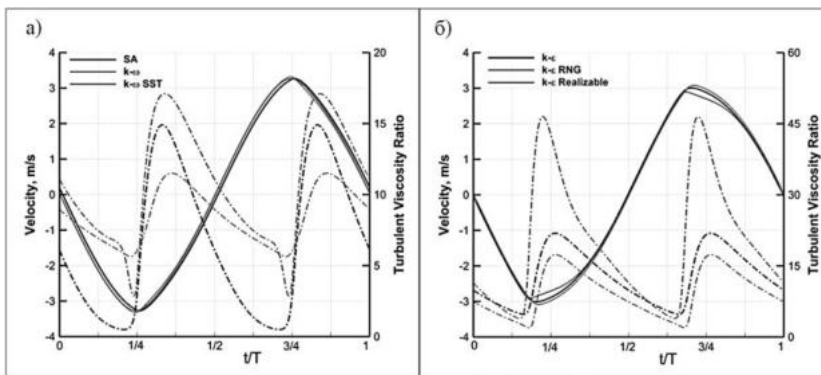 а)
SA
k-ω
k-ω SST
4
3
2
1
0
-1
-2
-3
-4
Velocity, m/s
20
15
10
5
0
Turbulent Viscosity Ratio
0
1/4
1/2
3/4
1
t/T
б)
k-ε
k-ε RNG
k-ε Realizable
4
3
2
1
0
-1
-2
-3
-4
Velocity, m/s
60
45
30
15
0
Turbulent Viscosity Ratio
0
1/4
1/2
3/4
1
t/T